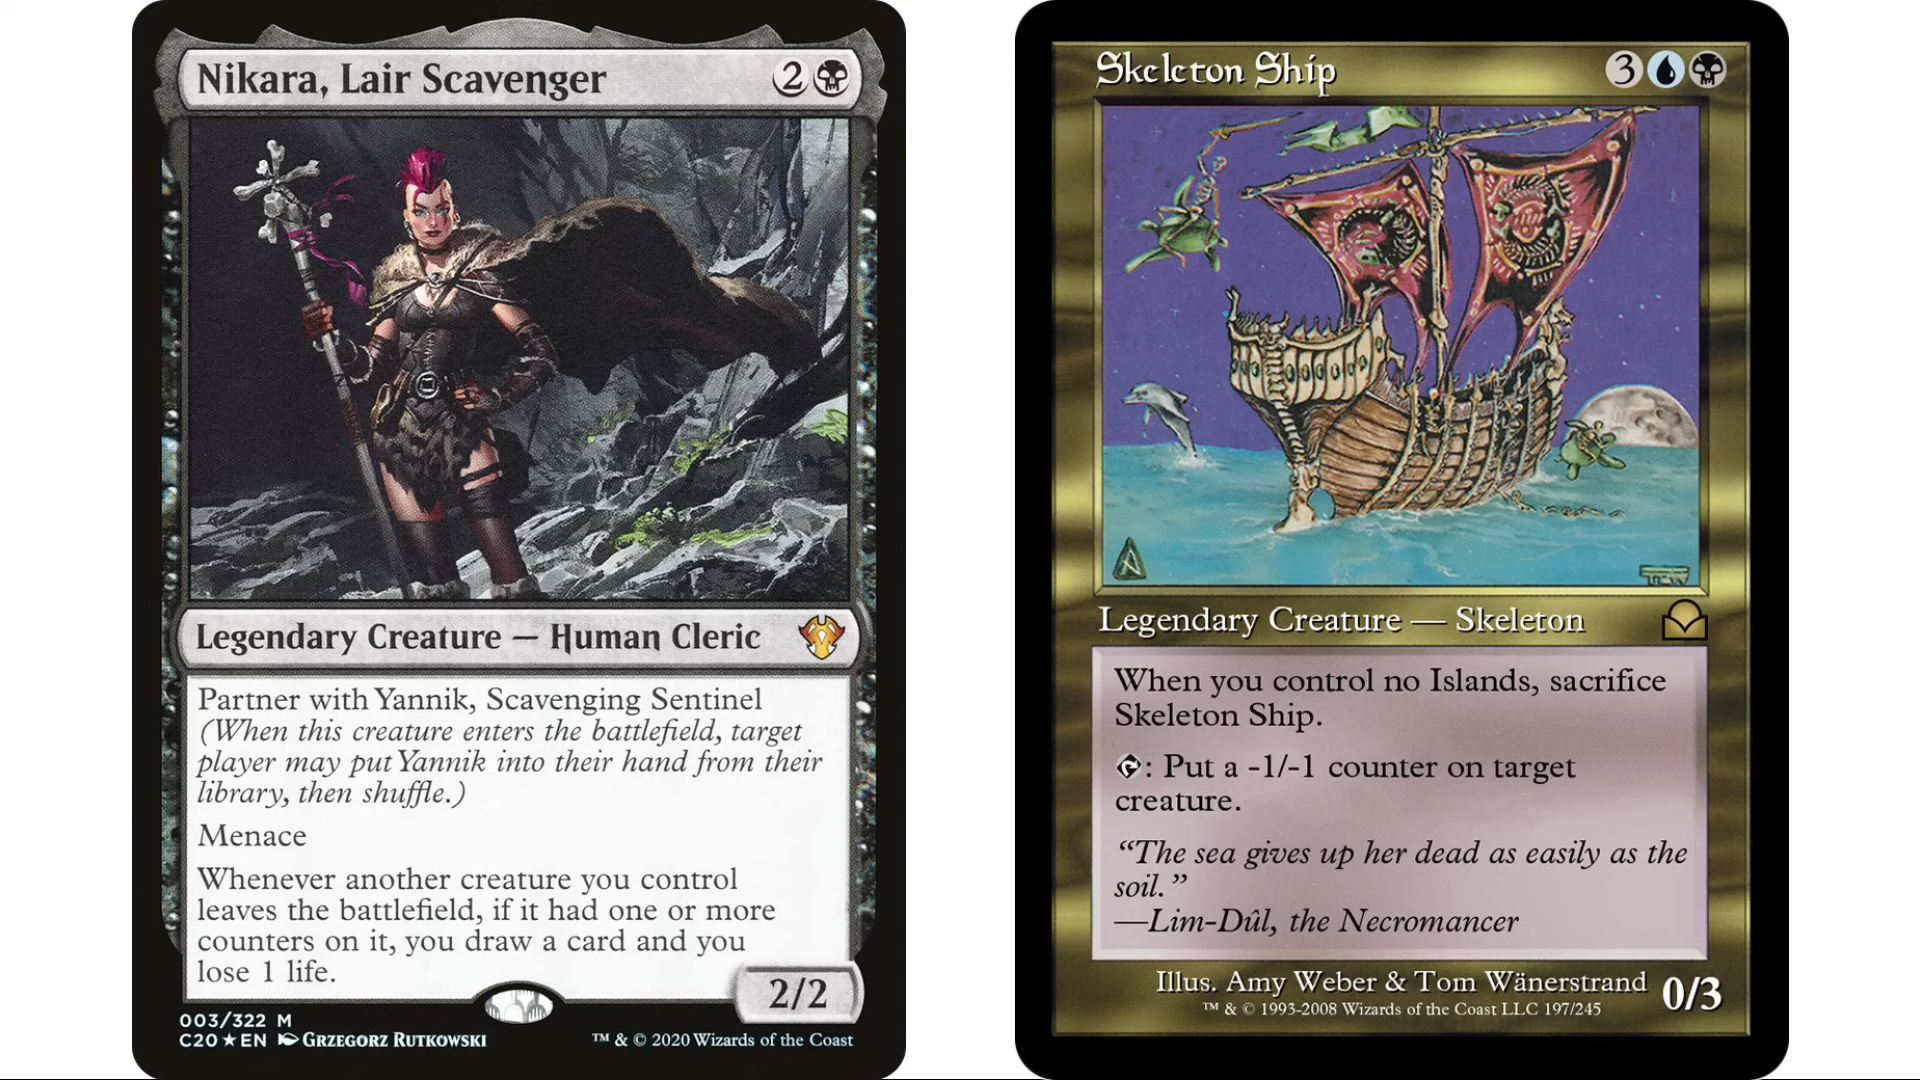 Nikara, Lair Scavenger
2
Legendary Creature — Human Cleric
Partner with Yannik, Scavenging Sentinel
(When this creature enters the battlefield, target
player may put Yannik into their hand from their
library, then shuffle.)
Menace
Whenever another creature you control
leaves the battlefield, if it had one or more
counters on it, you draw a card and you
lose 1 life.
2/2
003/322 M
C20★EN GRZEGORZ RUTKOWSKI
™ & © 2020 Wizards of the Coast
Skeleton Ship
3
TCW
Legendary Creature — Skeleton
When you control no Islands, sacrifice
Skeleton Ship.
: Put a -1/-1 counter on target
creature.
“The sea gives up her dead as easily as the
soil.”
—Lim-Dûl, the Necromancer
Illus. Amy Weber & Tom Wänerstrand
™ & © 1993-2008 Wizards of the Coast LLC 197/245
0/3